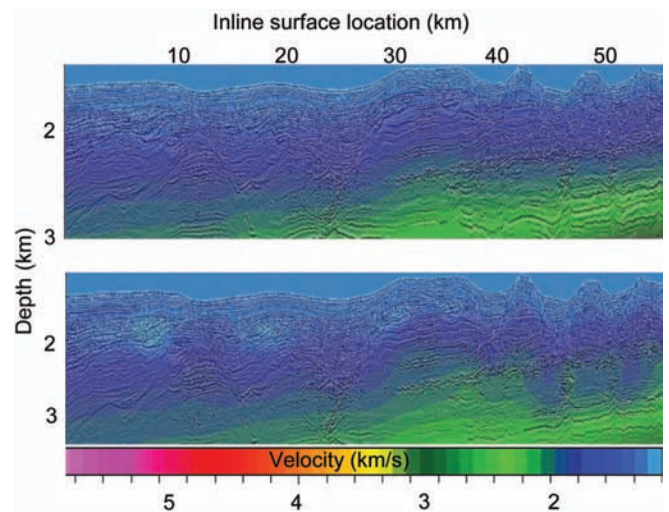 Inline surface location (km)
10 20 30 40 50
2
3
Depth (km)
2
3
Velocity (km/s)
5 4 3 2